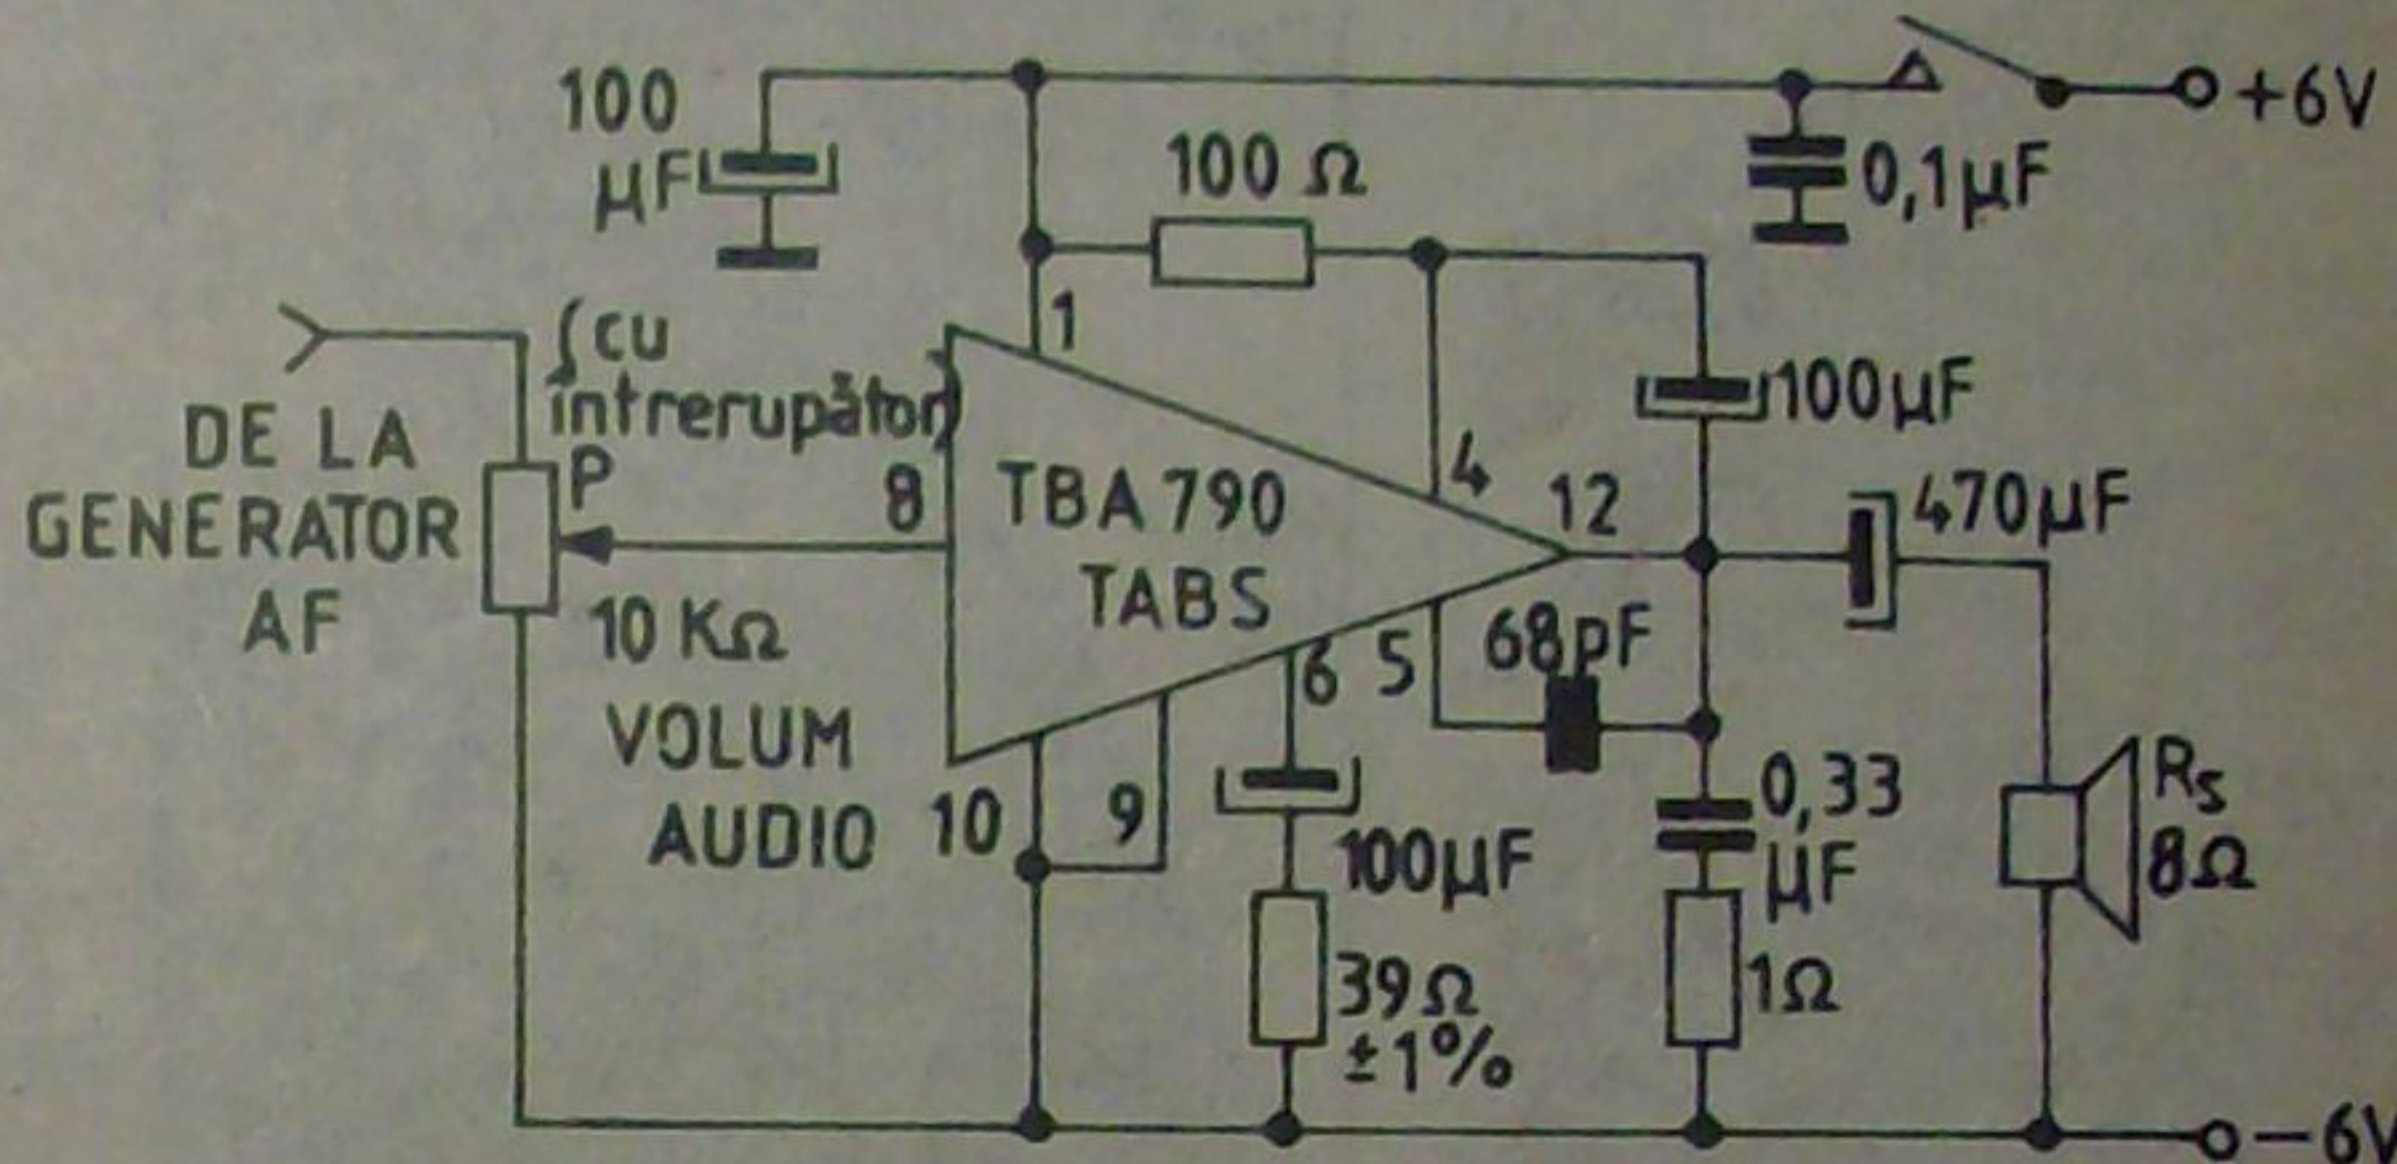 100
μF
100 Ω
+6V
0,1μF
1
(cu
intrerupător)
100μF
DE LA
GENERATOR
AF
P
8
TBA 790
TABS
4
12
470μF
10 KΩ
VOLUM
AUDIO
6
5
68pF
10
9
100μF
39Ω
±1%
0,33
μF
1Ω
Rs
8Ω
−6V